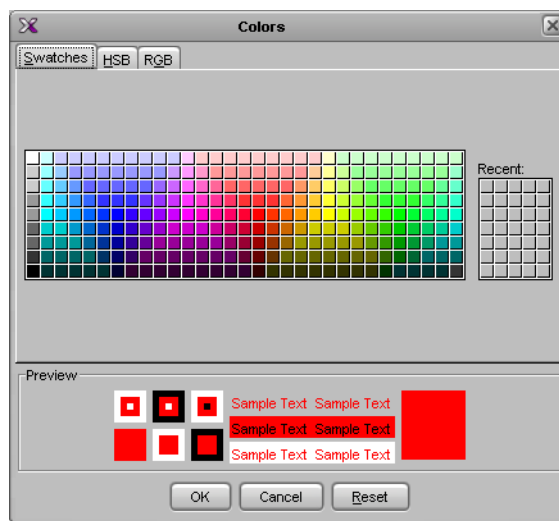 Colors
Swatches HSB RGB
Recent:
Preview
Sample Text Sample Text
Sample Text Sample Text
Sample Text Sample Text
OK Cancel Reset